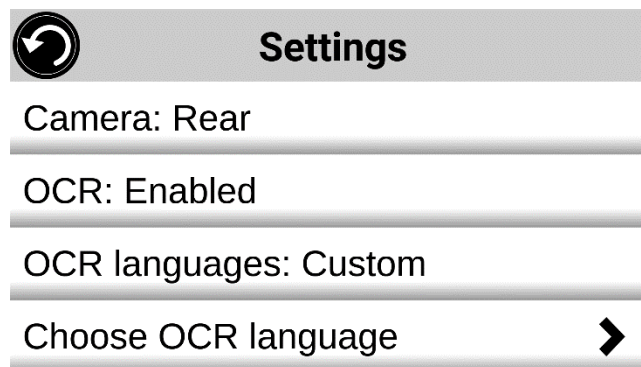 Settings
Camera: Rear
OCR: Enabled
OCR languages: Custom
Choose OCR language